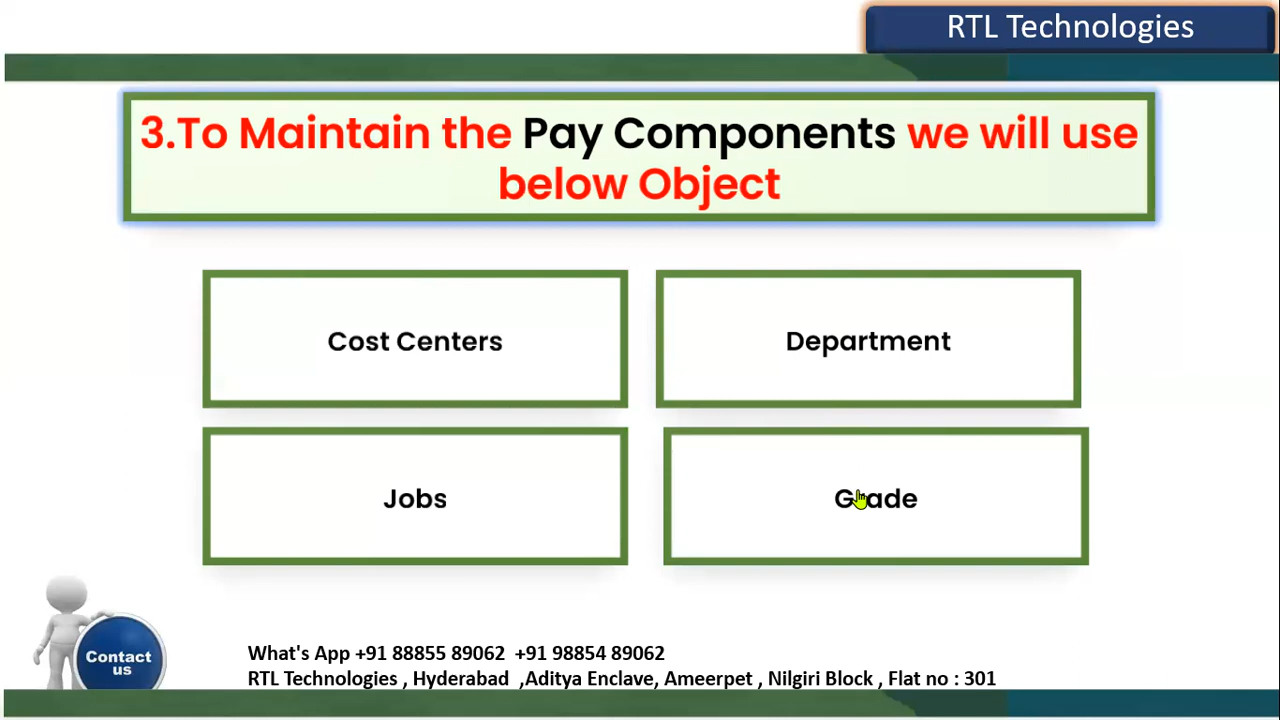 RTL Technologies
3.To Maintain the Pay Components we will use
below Object
Cost Centers
Department
Jobs
Grade
Contact
us
What's App +91 88855 89062 +91 98854 89062
RTL Technologies , Hyderabad ,Aditya Enclave, Ameerpet , Nilgiri Block , Flat no : 301